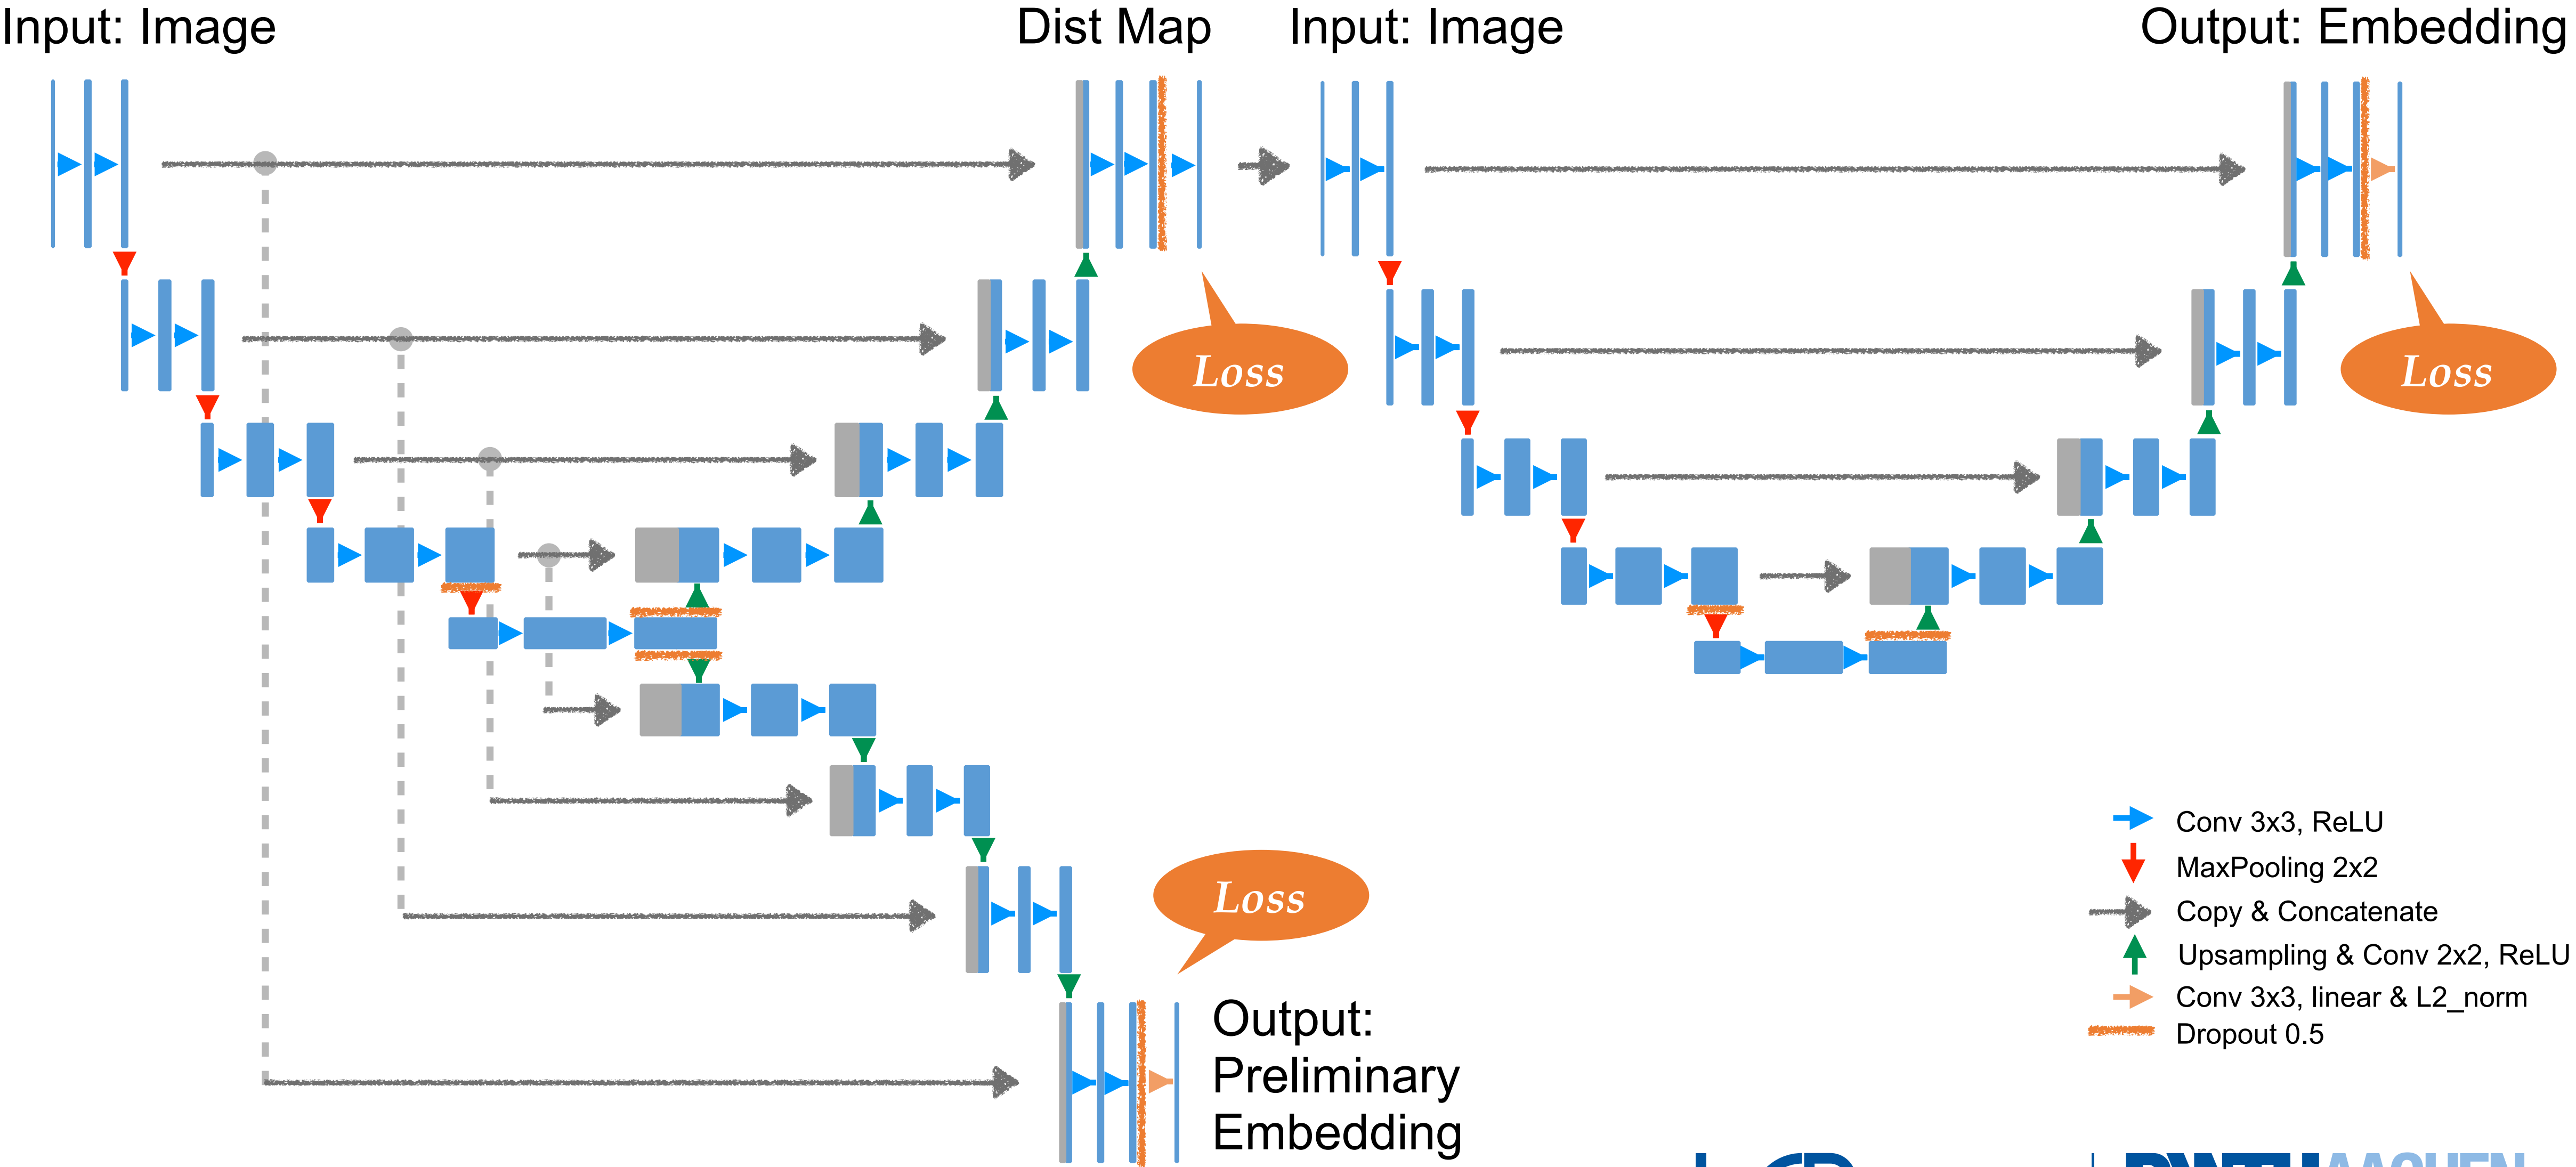 Input: Image
Dist Map
Input: Image
Output: Embedding
Loss
Loss
Loss
Output:
Preliminary
Embedding
Conv 3x3, ReLU
MaxPooling 2x2
Copy & Concatenate
Upsampling & Conv 2x2, ReLU
Conv 3x3, linear & L2_norm
Dropout 0.5